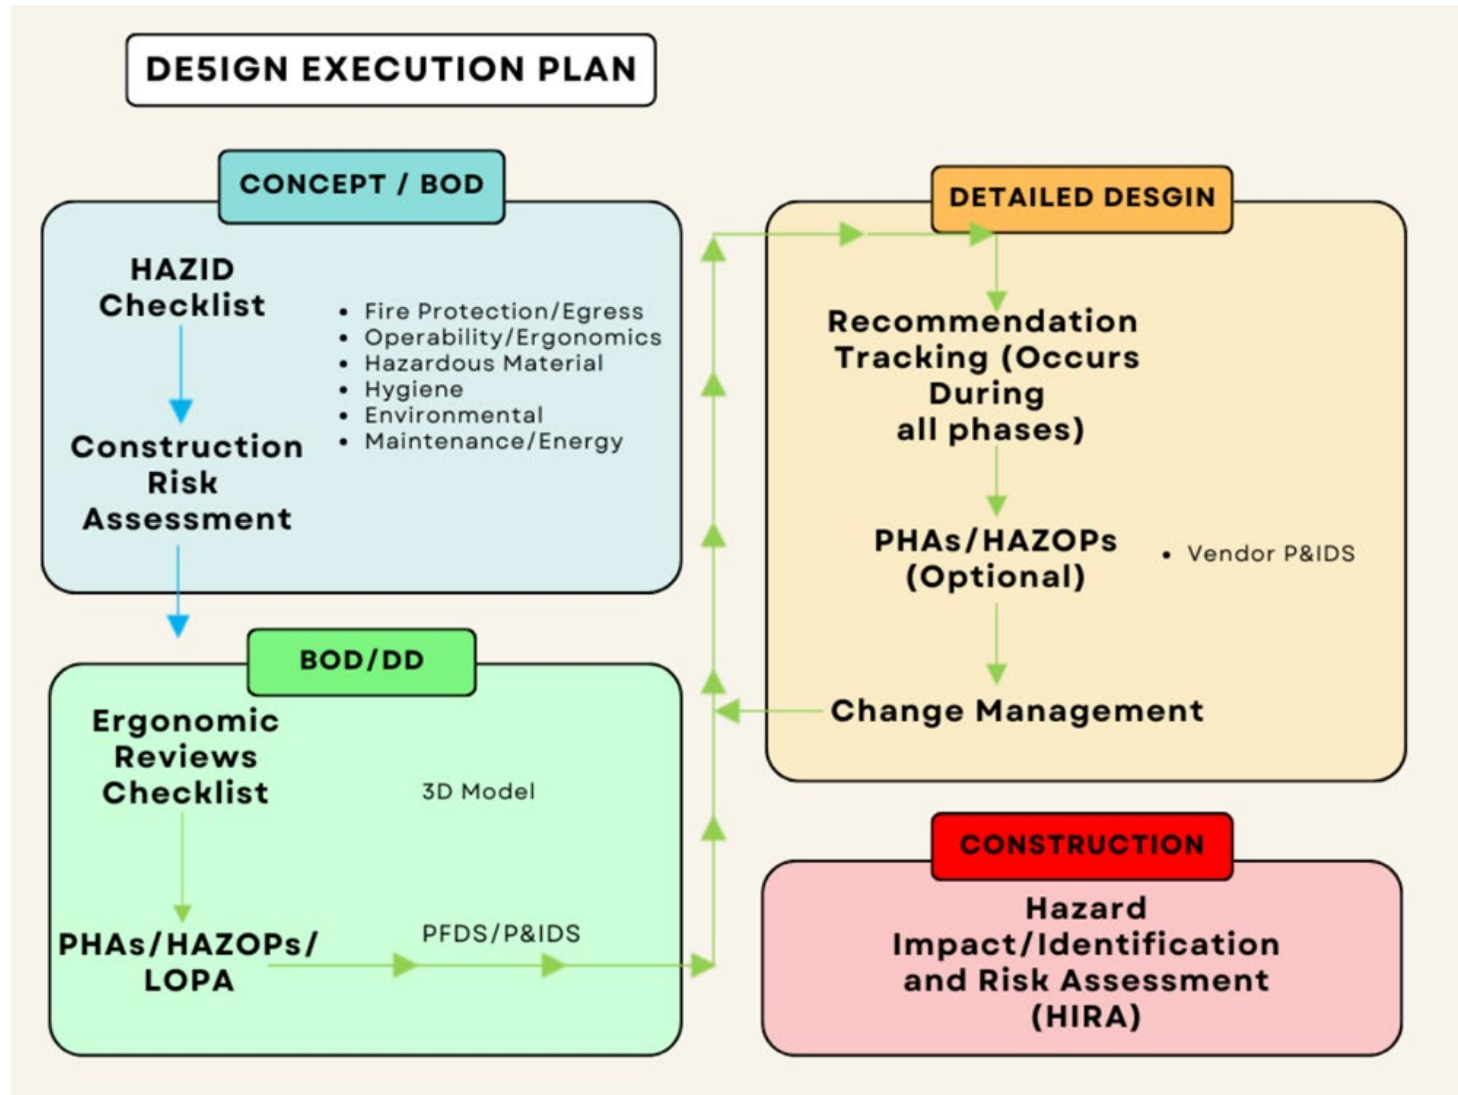 DE5IGN EXECUTION PLAN
CONCEPT / BOD
HAZID
Checklist
• Fire Protection/Egress
• Operability/Ergonomics
• Hazardous Material
• Hygiene
• Environmental
• Maintenance/Energy
Construction
Risk
Assessment
BOD/DD
Ergonomic
Reviews
Checklist
3D Model
PHAs/HAZOPs/
LOPA
PFDS/P&IDS
DETAILED DESGIN
Recommendation
Tracking (Occurs
During
all phases)
PHAs/HAZOPs
(Optional)
• Vendor P&IDS
Change Management
CONSTRUCTION
Hazard
Impact/Identification
and Risk Assessment
(HIRA)